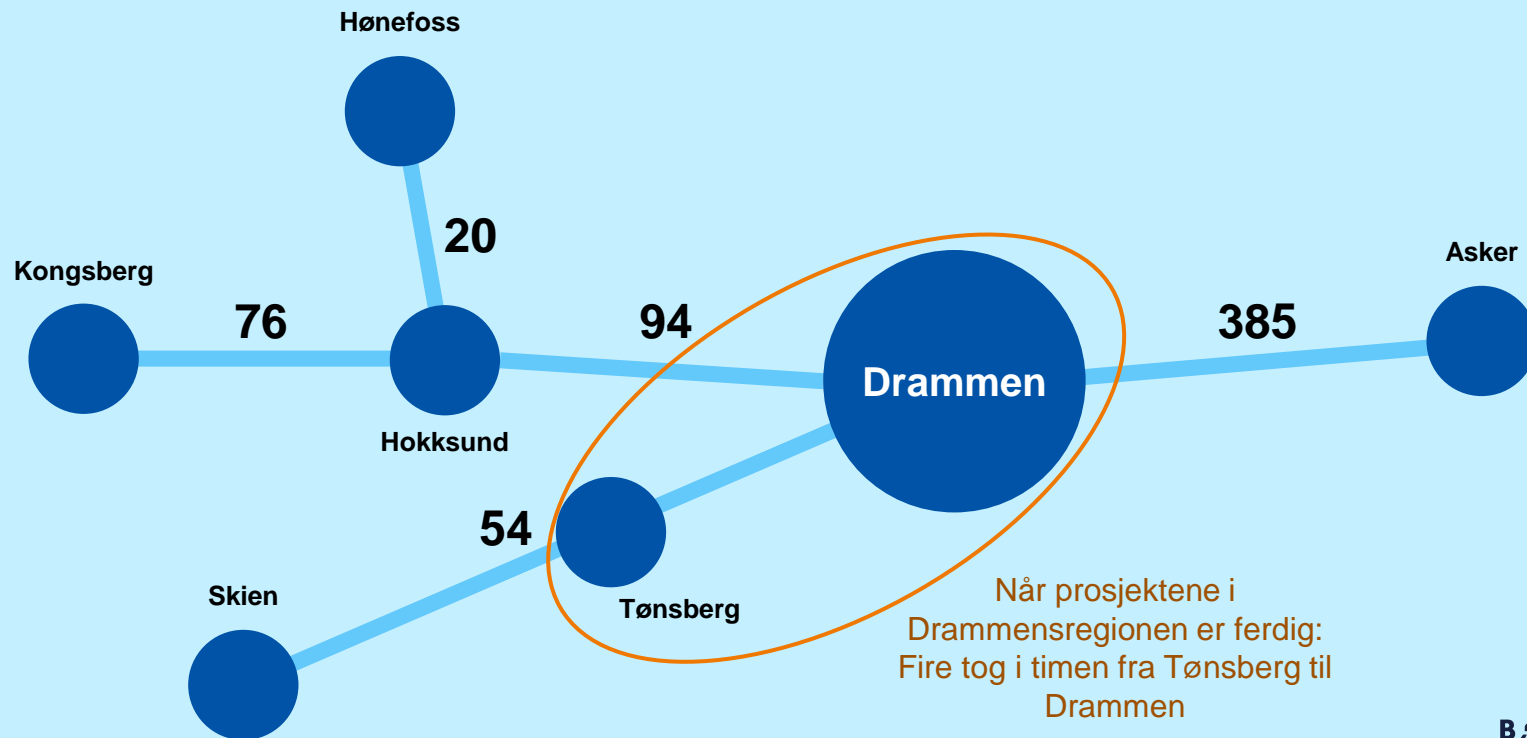 Hønefoss
20
Kongsberg
76
94
385
Asker
Drammen
Hokksund
54
Skien
Tønsberg
Når prosjektene i
Drammensregionen er ferdig:
Fire tog i timen fra Tønsberg til
Drammen